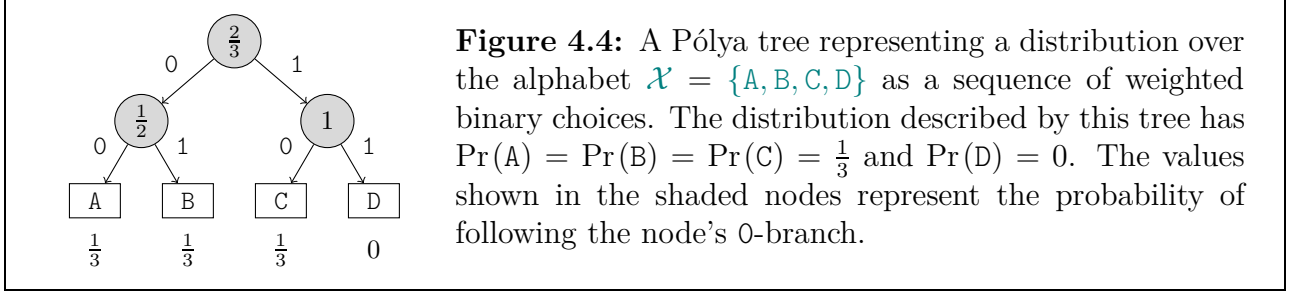 2/3
0 1
1/2 1
0 1 0 1
A B C D
1/3 1/3 1/3 0
Figure 4.4: A Pólya tree representing a distribution over
the alphabet 𝒳 = {A, B, C, D} as a sequence of weighted
binary choices. The distribution described by this tree has
Pr(A) = Pr(B) = Pr(C) = 1/3 and Pr(D) = 0. The values
shown in the shaded nodes represent the probability of
following the node's 0-branch.